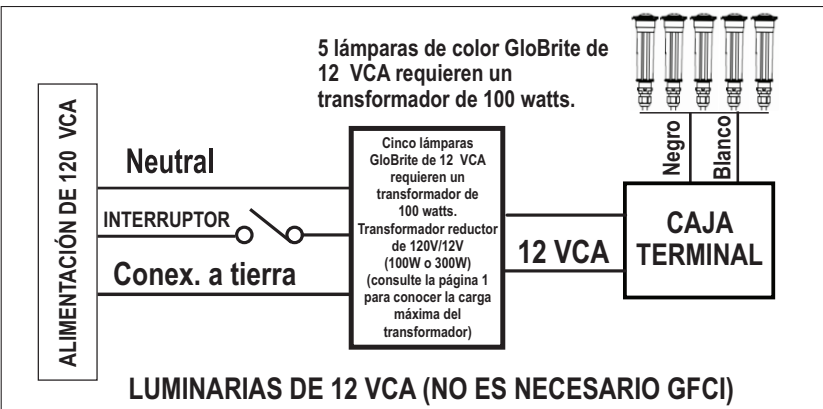 5 lámparas de color GloBrite de
12 VCA requieren un
transformador de 100 watts.
Negro
Blanco
ALIMENTACIÓN DE 120 VCA
Neutral
INTERRUPTOR
Conex. a tierra
Cinco lámparas
GloBrite de 12 VCA
requieren un
transformador de
100 watts.
Transformador reductor
de 120V/12V
(100W o 300W)
(consulte la página 1
para conocer la carga
máxima del
transformador)
12 VCA
CAJA
TERMINAL
LUMINARIAS DE 12 VCA (NO ES NECESARIO GFCI)